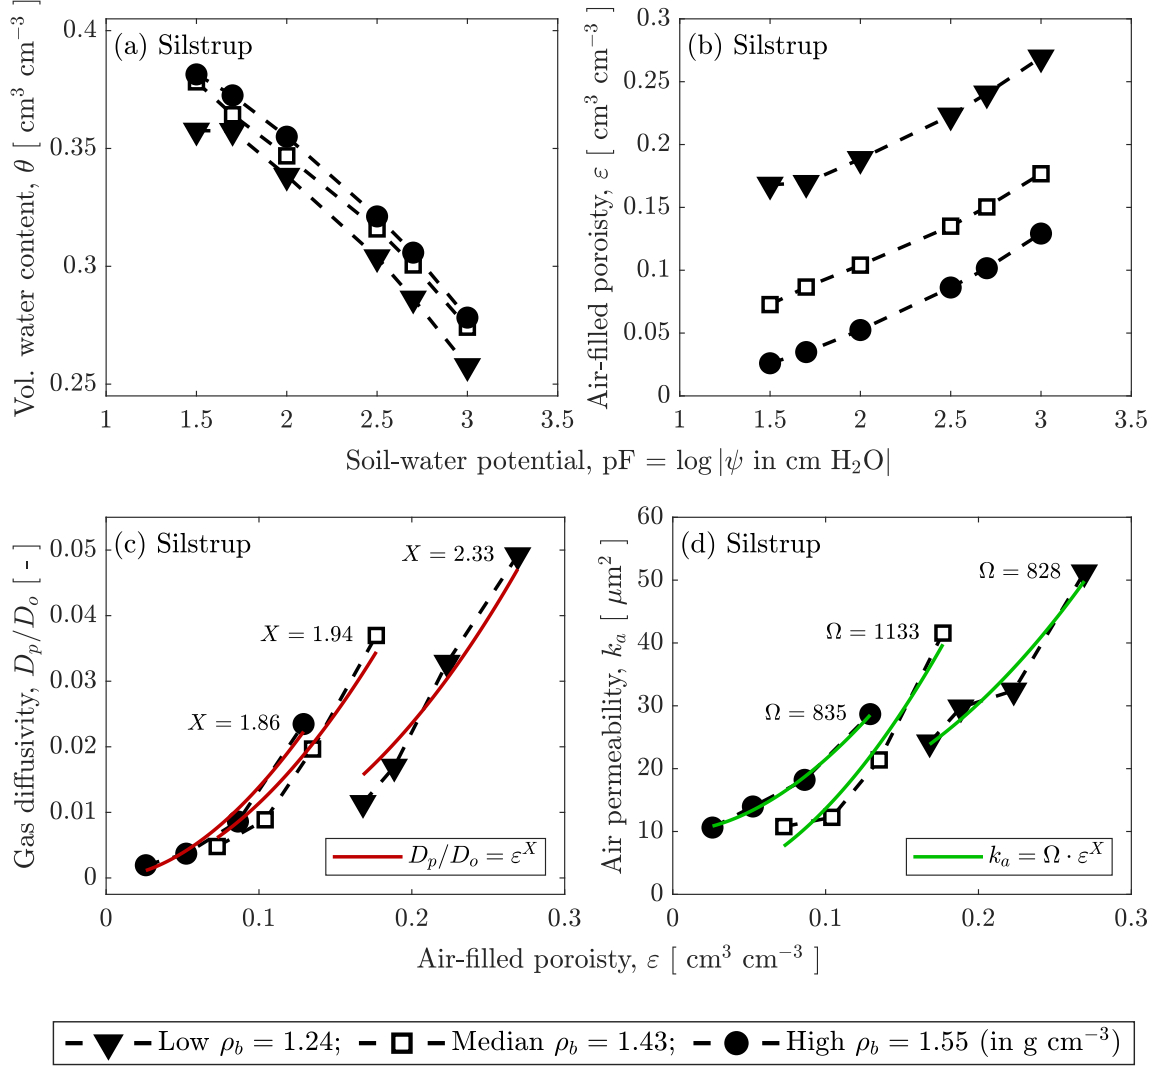 (a) Silstrup
Vol. water content, θ [ cm³ cm⁻³ ]
0.4
0.35
0.3
0.25
1 1.5 2 2.5 3 3.5
(b) Silstrup
Air-filled poroisty, ε [ cm³ cm⁻³ ]
0.3
0.25
0.2
0.15
0.1
0.05
0
1 1.5 2 2.5 3 3.5
Soil-water potential, pF = log |ψ in cm H₂O|
(c) Silstrup
Gas diffusivity, Dₚ/Dₒ [ - ]
0.05
0.04
0.03
0.02
0.01
0
X = 2.33
X = 1.94
X = 1.86
Dₚ/Dₒ = ε^X
0 0.1 0.2 0.3
(d) Silstrup
Air permeability, kₐ [ μm² ]
60
50
40
30
20
10
0
Ω = 828
Ω = 1133
Ω = 835
kₐ = Ω · ε^X
0 0.1 0.2 0.3
Air-filled poroisty, ε [ cm³ cm⁻³ ]
Low ρ_b = 1.24; Median ρ_b = 1.43; High ρ_b = 1.55 (in g cm⁻³)